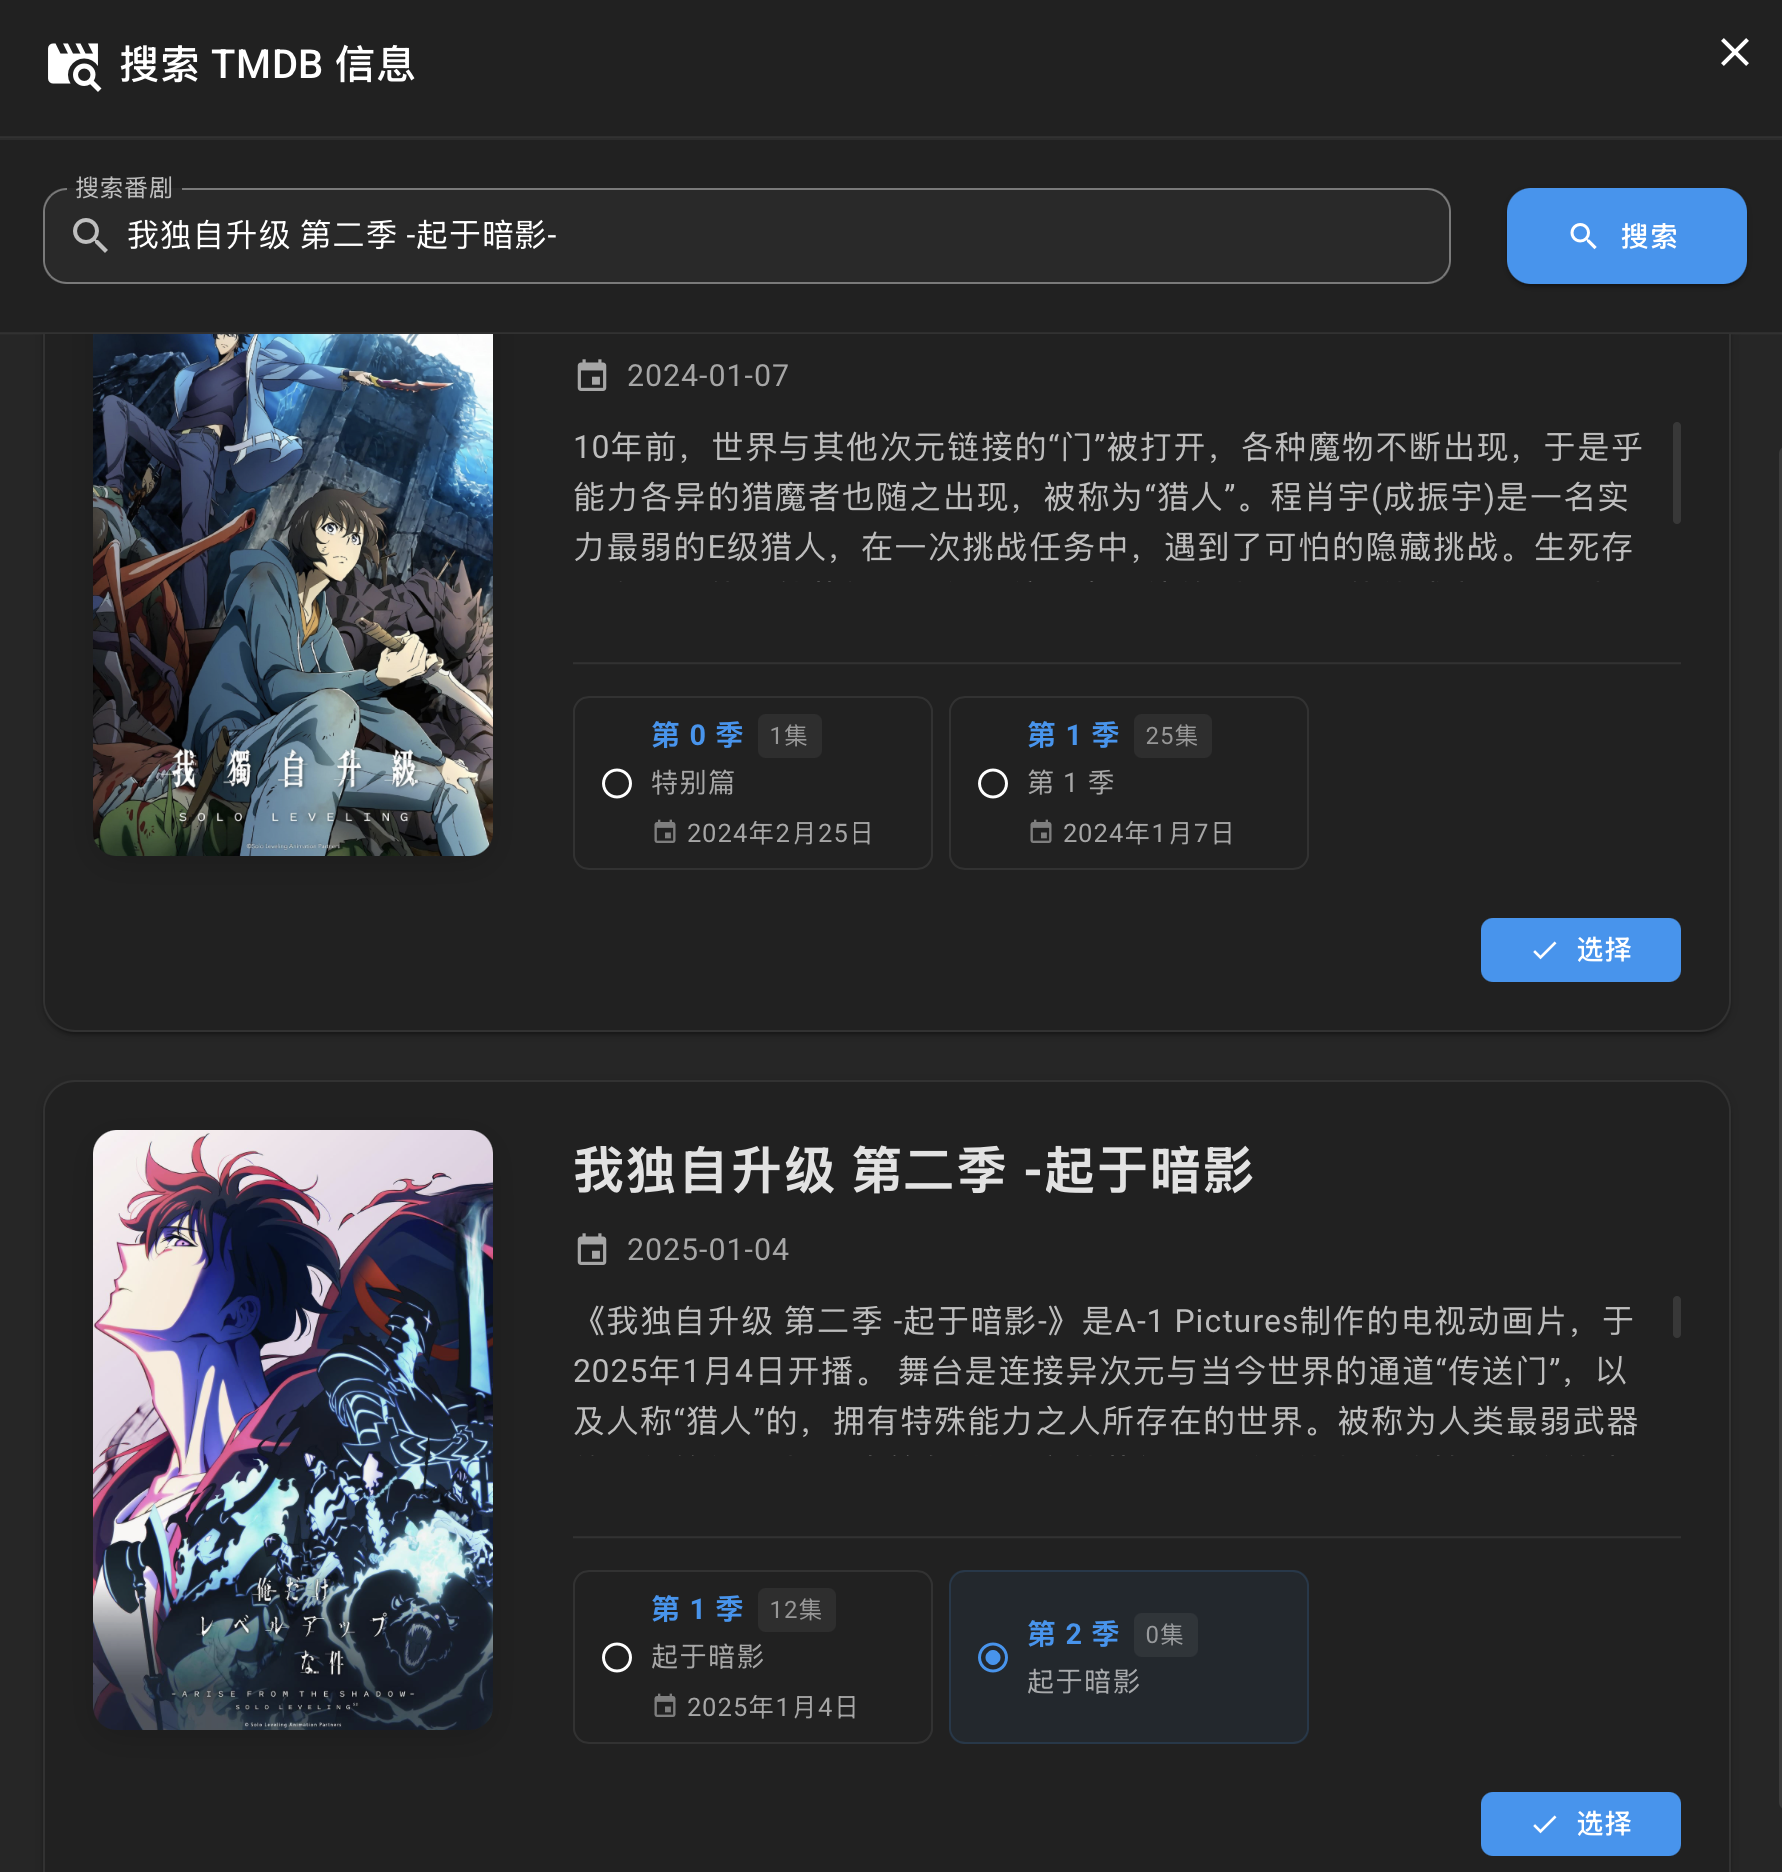 搜索 TMDB 信息
搜索番剧
我独自升级 第二季 -起于暗影-
搜索
2024-01-07
10年前，世界与其他次元链接的“门”被打开，各种魔物不断出现，于是乎
能力各异的猎魔者也随之出现，被称为“猎人”。程肖宇(成振宇)是一名实
力最弱的E级猎人，在一次挑战任务中，遇到了可怕的隐藏挑战。生死存
我獨自升級
SOLO LEVELING
©Solo Leveling Animation Partners
第 0 季 1集
特别篇
2024年2月25日
第 1 季 25集
第 1 季
2024年1月7日
选择
我独自升级 第二季 -起于暗影
2025-01-04
《我独自升级 第二季 -起于暗影-》是A-1 Pictures制作的电视动画片，于
2025年1月4日开播。 舞台是连接异次元与当今世界的通道“传送门”，以
及人称“猎人”的，拥有特殊能力之人所存在的世界。被称为人类最弱武器
俺だけ
レベルアップ
な件
-ARISE FROM THE SHADOW-
SOLO LEVELING
© Solo Leveling Animation Partners
第 1 季 12集
起于暗影
2025年1月4日
第 2 季 0集
起于暗影
选择